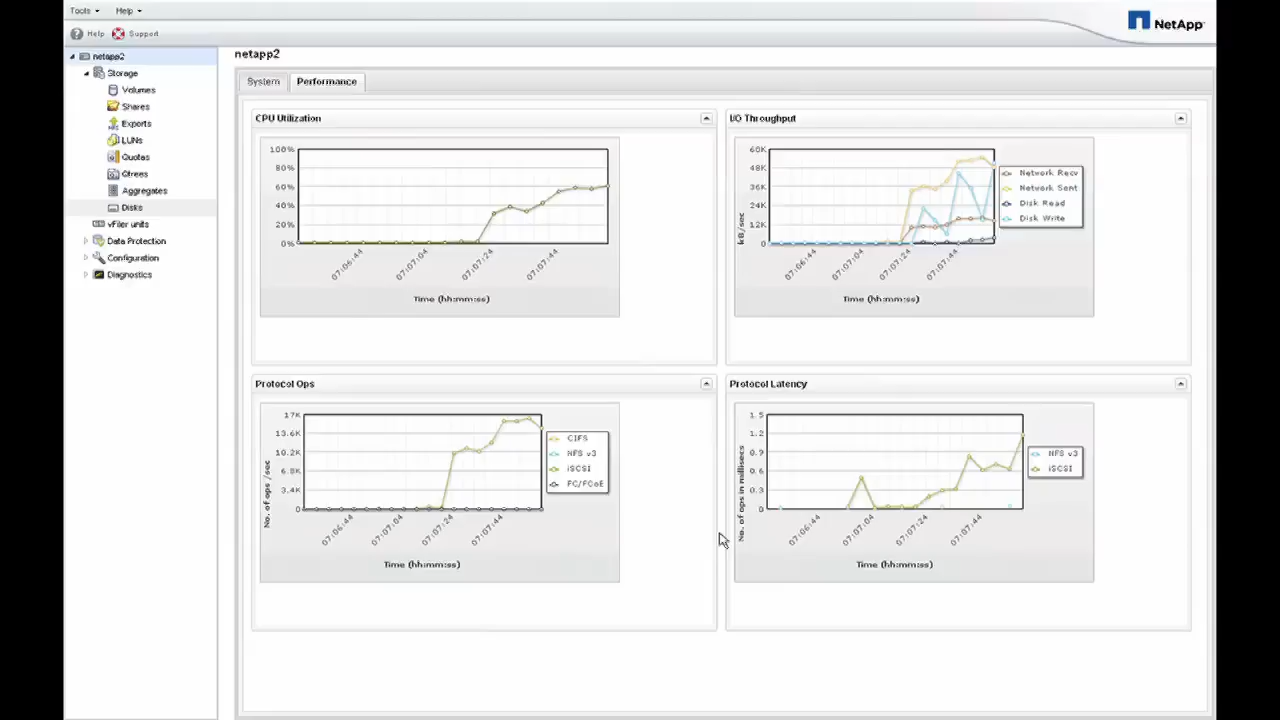 Tools Help
NetApp
Help Support
netapp2
Storage
Volumes
Shares
Exports
LUNs
Quotas
Qtrees
Aggregates
Disks
vFiler units
Data Protection
Configuration
Diagnostics
netapp2
System Performance
CPU Utilization
100%
80%
60%
40%
20%
0%
07:06:44 07:07:04 07:07:24 07:07:44
Time (hh:mm:ss)
I/O Throughput
kB/sec
60K
48K
36K
24K
12K
0
07:06:44 07:07:04 07:07:24 07:07:44
Time (hh:mm:ss)
Network Recv
Network Sent
Disk Read
Disk Write
Protocol Ops
No. of ops /sec
17K
13.6K
10.2K
6.8K
3.4K
0
07:06:44 07:07:04 07:07:24 07:07:44
Time (hh:mm:ss)
CIFS
NFS v3
iSCSI
FC/FCoE
Protocol Latency
No. of ops in millisecs
1.5
1.2
0.9
0.6
0.3
0
07:06:44 07:07:04 07:07:24 07:07:44
Time (hh:mm:ss)
NFS v3
iSCSI